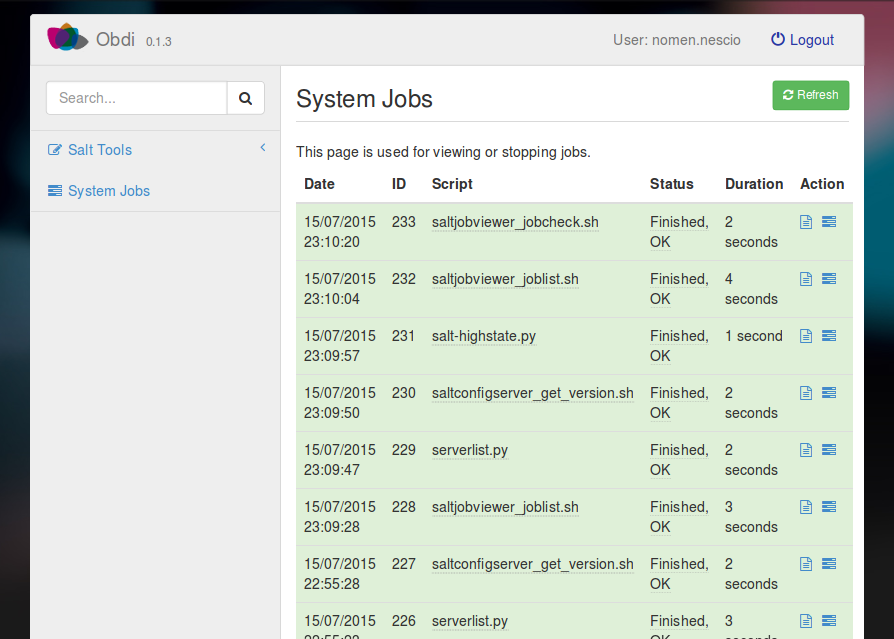 Obdi 0.1.3 User: nomen.nescio Logout
Search...
Salt Tools
System Jobs
System Jobs Refresh
This page is used for viewing or stopping jobs.
Date ID Script Status Duration Action
15/07/2015 233 saltjobviewer_jobcheck.sh Finished, 2
23:10:20 OK seconds
15/07/2015 232 saltjobviewer_joblist.sh Finished, 4
23:10:04 OK seconds
15/07/2015 231 salt-highstate.py Finished, 1 second
23:09:57 OK
15/07/2015 230 saltconfigserver_get_version.sh Finished, 2
23:09:50 OK seconds
15/07/2015 229 serverlist.py Finished, 2
23:09:47 OK seconds
15/07/2015 228 saltjobviewer_joblist.sh Finished, 3
23:09:28 OK seconds
15/07/2015 227 saltconfigserver_get_version.sh Finished, 2
22:55:28 OK seconds
15/07/2015 226 serverlist.py Finished, 3
OK seconds